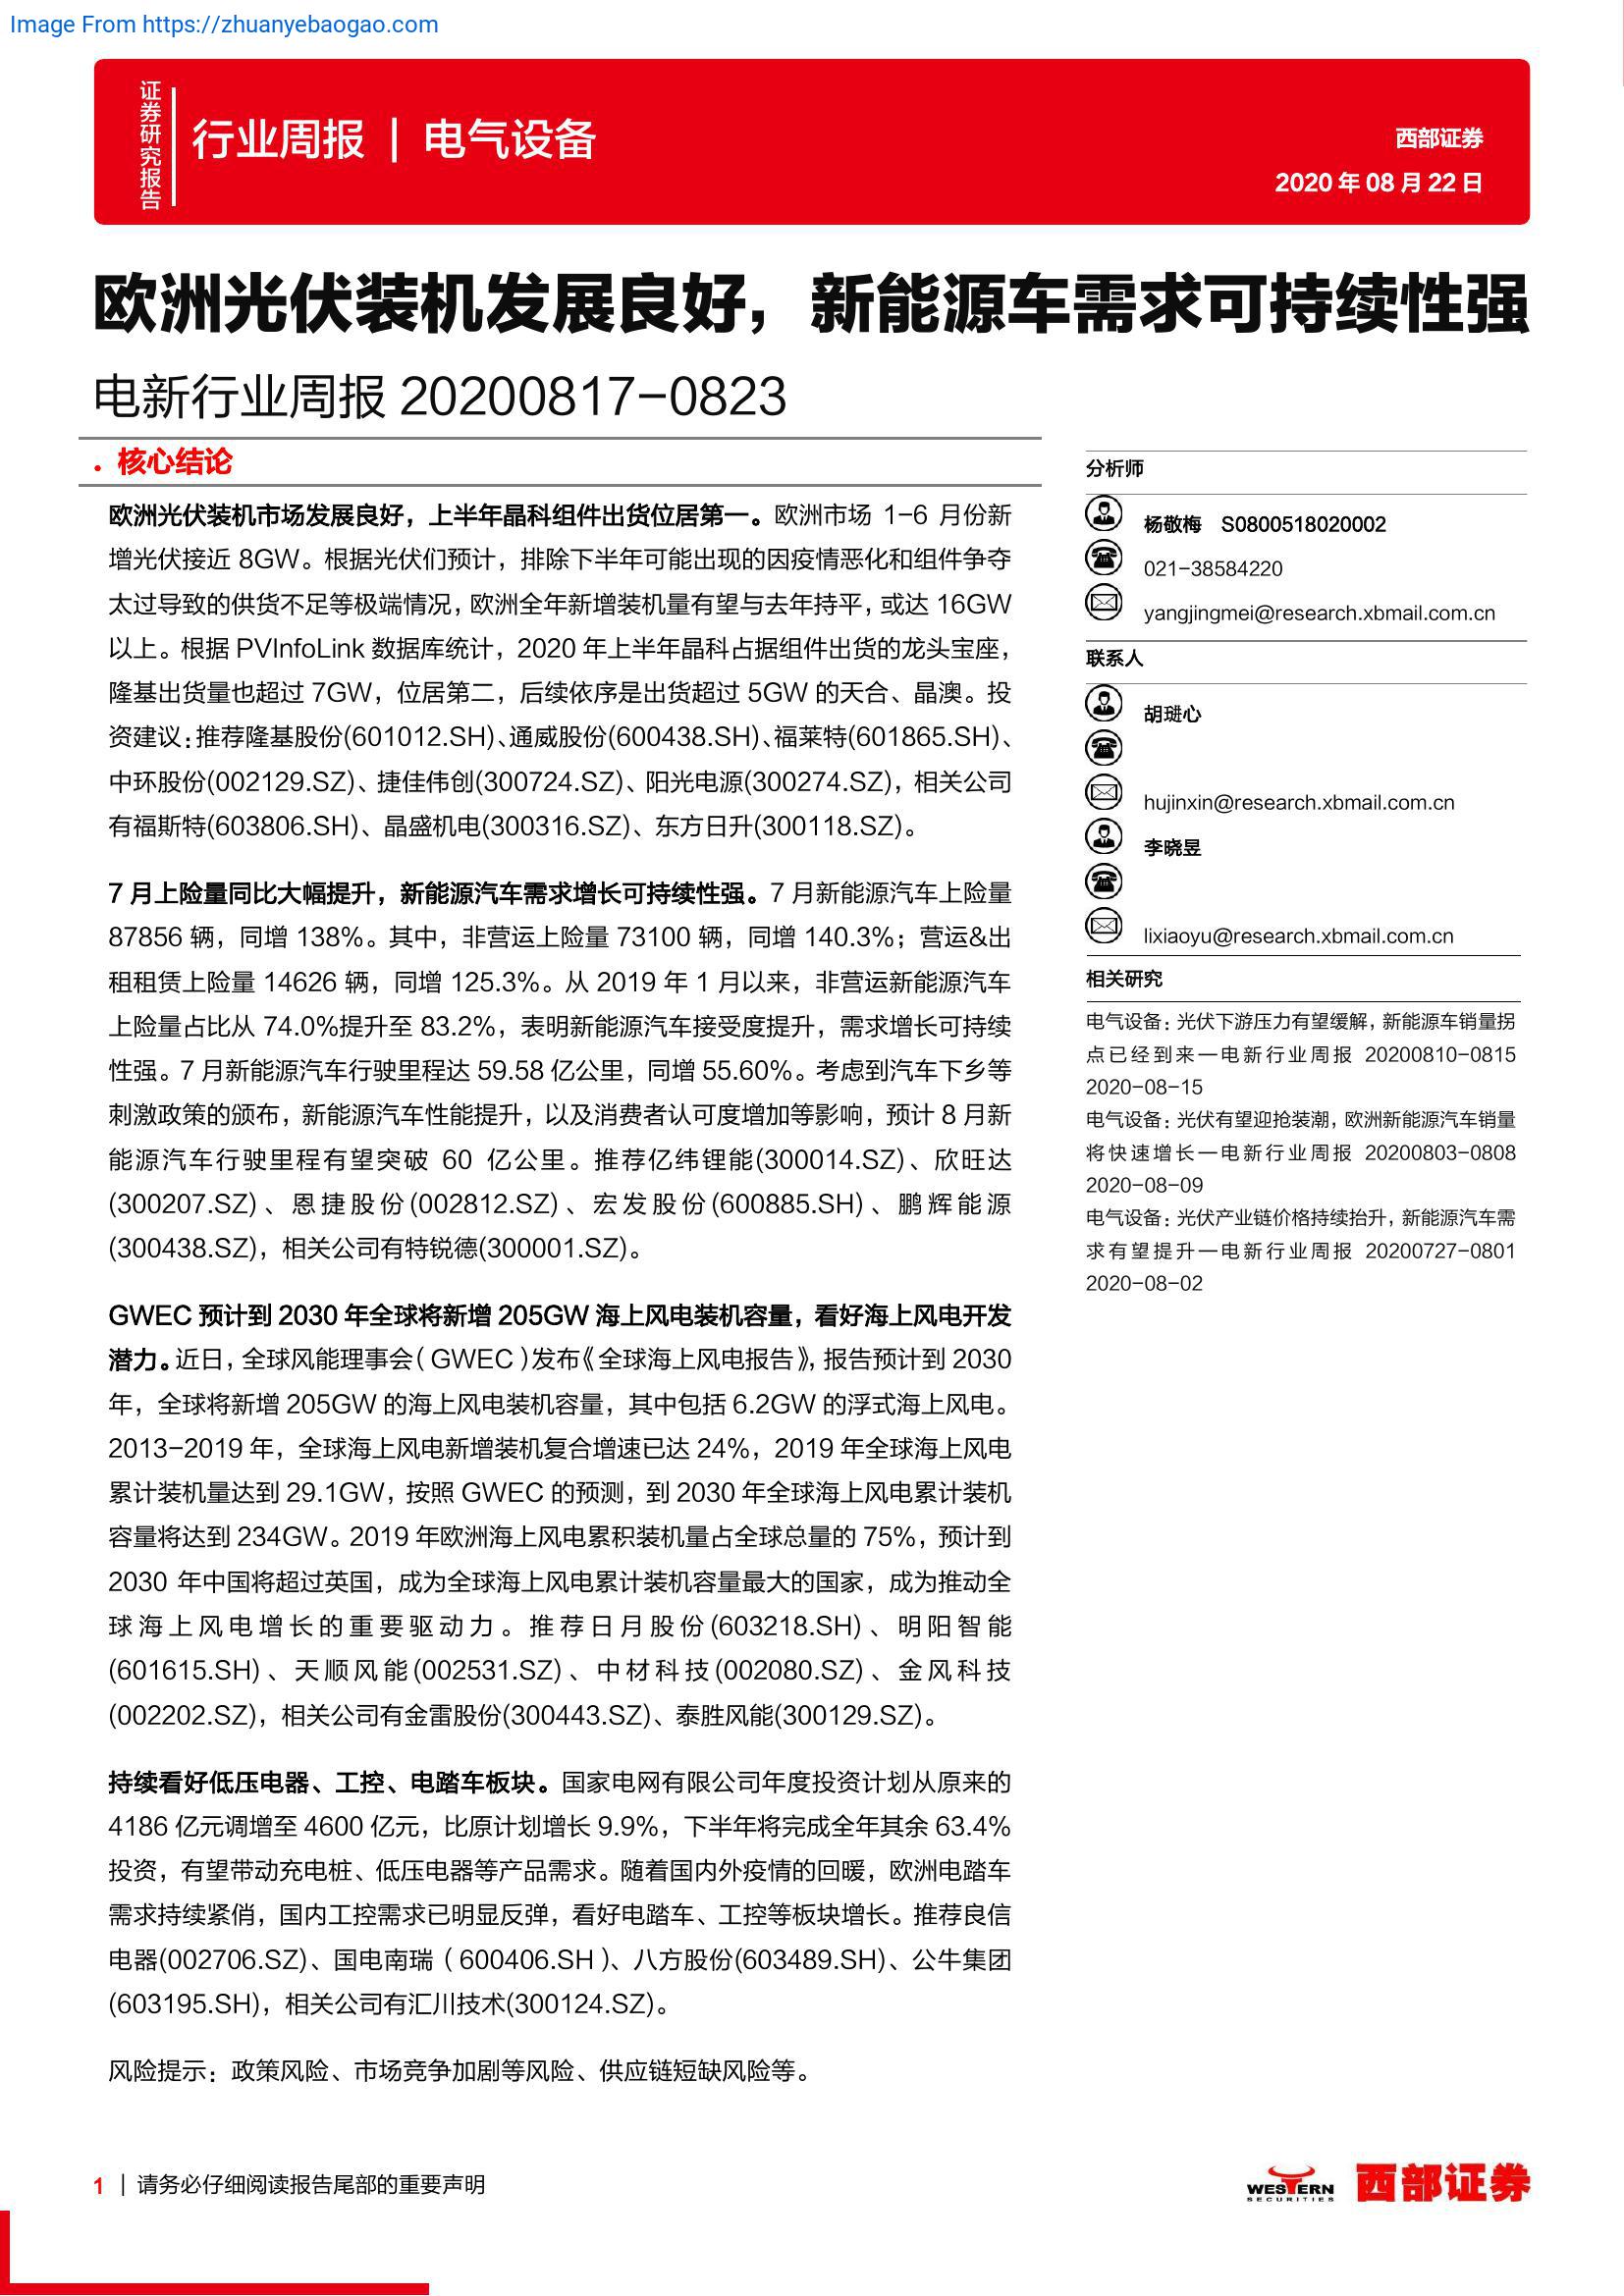 Image From https://zhuanyebaogao.com
证券研究报告
行业周报 | 电气设备
西部证券
2020 年 08 月 22 日
欧洲光伏装机发展良好，新能源车需求可持续性强
电新行业周报 20200817-0823
• 核心结论
欧洲光伏装机市场发展良好，上半年晶科组件出货位居第一。欧洲市场 1-6 月份新
增光伏接近 8GW。根据光伏们预计，排除下半年可能出现的因疫情恶化和组件争夺
太过导致的供货不足等极端情况，欧洲全年新增装机量有望与去年持平，或达 16GW
以上。根据 PVInfoLink 数据库统计，2020 年上半年晶科占据组件出货的龙头宝座，
隆基出货量也超过 7GW，位居第二，后续依序是出货超过 5GW 的天合、晶澳。投
资建议：推荐隆基股份(601012.SH)、通威股份(600438.SH)、福莱特(601865.SH)、
中环股份(002129.SZ)、捷佳伟创(300724.SZ)、阳光电源(300274.SZ)，相关公司
有福斯特(603806.SH)、晶盛机电(300316.SZ)、东方日升(300118.SZ)。
7 月上险量同比大幅提升，新能源汽车需求增长可持续性强。7 月新能源汽车上险量
87856 辆，同增 138%。其中，非营运上险量 73100 辆，同增 140.3%；营运&出
租租赁上险量 14626 辆，同增 125.3%。从 2019 年 1 月以来，非营运新能源汽车
上险量占比从 74.0%提升至 83.2%，表明新能源汽车接受度提升，需求增长可持续
性强。7 月新能源汽车行驶里程达 59.58 亿公里，同增 55.60%。考虑到汽车下乡等
刺激政策的颁布，新能源汽车性能提升，以及消费者认可度增加等影响，预计 8 月新
能源汽车行驶里程有望突破 60 亿公里。推荐亿纬锂能(300014.SZ)、欣旺达
(300207.SZ)、恩捷股份(002812.SZ)、宏发股份(600885.SH)、鹏辉能源
(300438.SZ)，相关公司有特锐德(300001.SZ)。
GWEC 预计到 2030 年全球将新增 205GW 海上风电装机容量，看好海上风电开发
潜力。近日，全球风能理事会（GWEC）发布《全球海上风电报告》，报告预计到 2030
年，全球将新增 205GW 的海上风电装机容量，其中包括 6.2GW 的浮式海上风电。
2013-2019 年，全球海上风电新增装机复合增速已达 24%，2019 年全球海上风电
累计装机量达到 29.1GW，按照 GWEC 的预测，到 2030 年全球海上风电累计装机
容量将达到 234GW。2019 年欧洲海上风电累积装机量占全球总量的 75%，预计到
2030 年中国将超过英国，成为全球海上风电累计装机容量最大的国家，成为推动全
球海上风电增长的重要驱动力。推荐日月股份(603218.SH)、明阳智能
(601615.SH)、天顺风能(002531.SZ)、中材科技(002080.SZ)、金风科技
(002202.SZ)，相关公司有金雷股份(300443.SZ)、泰胜风能(300129.SZ)。
持续看好低压电器、工控、电踏车板块。国家电网有限公司年度投资计划从原来的
4186 亿元调增至 4600 亿元，比原计划增长 9.9%，下半年将完成全年其余 63.4%
投资，有望带动充电桩、低压电器等产品需求。随着国内外疫情的回暖，欧洲电踏车
需求持续紧俏，国内工控需求已明显反弹，看好电踏车、工控等板块增长。推荐良信
电器(002706.SZ)、国电南瑞（600406.SH）、八方股份(603489.SH)、公牛集团
(603195.SH)，相关公司有汇川技术(300124.SZ)。
风险提示：政策风险、市场竞争加剧等风险、供应链短缺风险等。
分析师
杨敬梅 S0800518020002
021-38584220
yangjingmei@research.xbmail.com.cn
联系人
胡琎心
hujinxin@research.xbmail.com.cn
李晓昱
lixiaoyu@research.xbmail.com.cn
相关研究
电气设备：光伏下游压力有望缓解，新能源车销量拐
点已经到来—电新行业周报 20200810-0815
2020-08-15
电气设备：光伏有望迎抢装潮，欧洲新能源汽车销量
将快速增长—电新行业周报 20200803-0808
2020-08-09
电气设备：光伏产业链价格持续抬升，新能源汽车需
求有望提升—电新行业周报 20200727-0801
2020-08-02
1 | 请务必仔细阅读报告尾部的重要声明
WESTERN
SECURITIES
西部证券